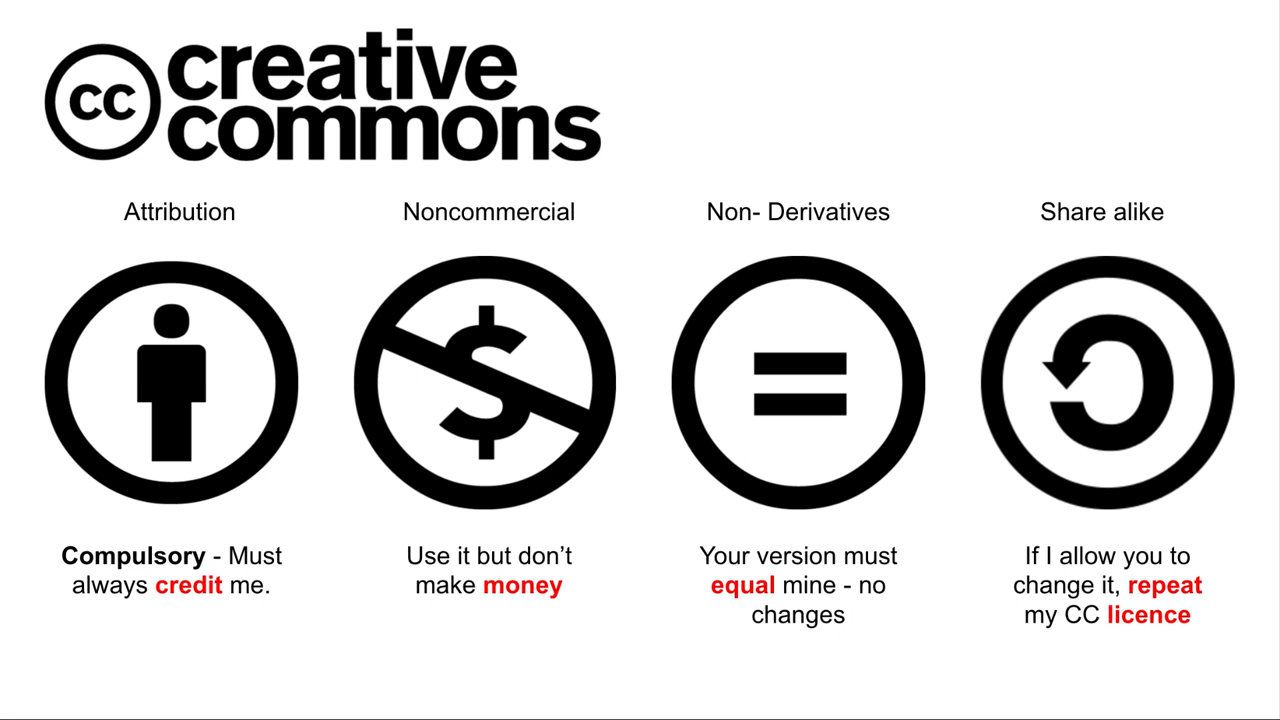 cc creative
commons
Attribution
Noncommercial
Non- Derivatives
Share alike
$
=
Compulsory - Must
always credit me.
Use it but don’t
make money
Your version must
equal mine - no
changes
If I allow you to
change it, repeat
my CC licence